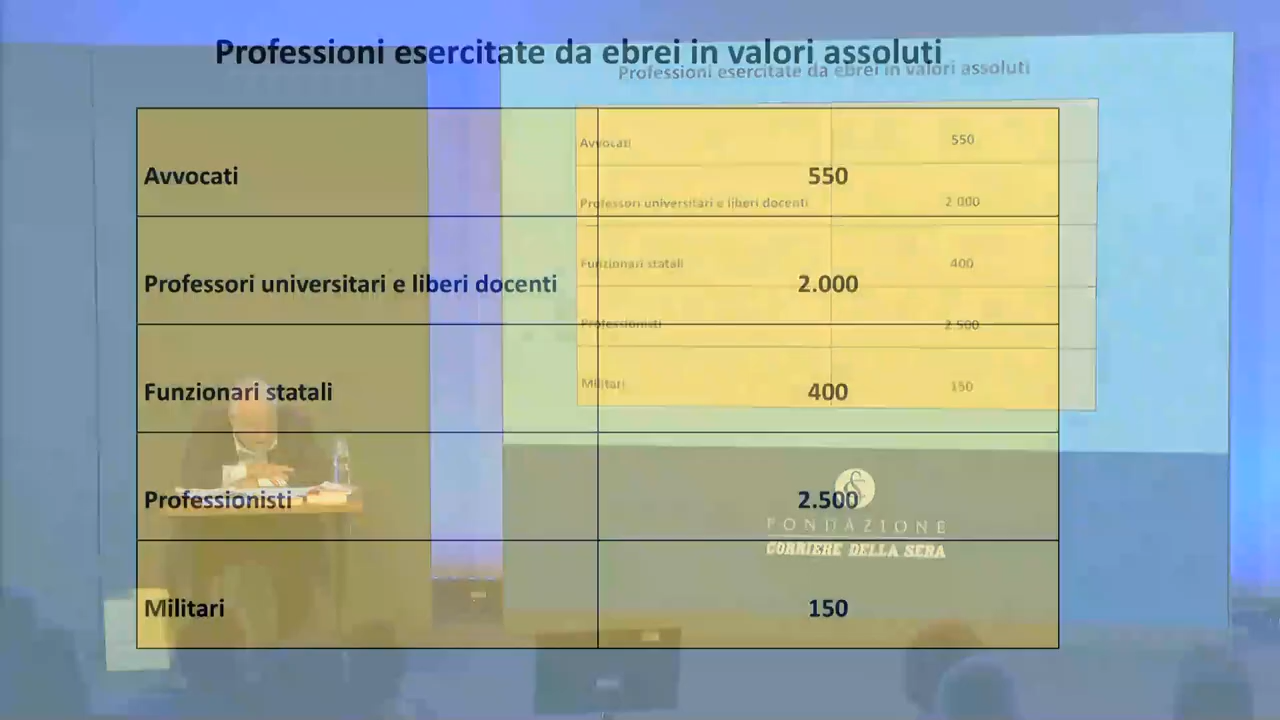 Professioni esercitate da ebrei in valori assoluti
Avvocati 550
Professori universitari e liberi docenti 2.000
Funzionari statali 400
Professionisti 2.500
Militari 150
Professioni esercitate da ebrei in valori assoluti
Avvocati 550
Professori universitari e liberi docenti 2 000
Funzionari statali 400
Professionisti 2 500
Militari 150
FONDAZIONE
CORRIERE DELLA SERA